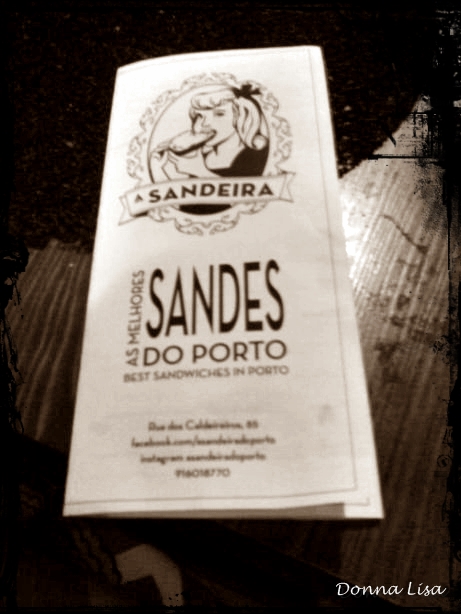 A SANDEIRA
AS MELHORES
SANDES
DO PORTO
BEST SANDWICHES IN PORTO
Rua dos Caldeireiros, 85
facebook.com/asandeiradoporto
instagram asandeiradoporto
916018770
Donna Lisa